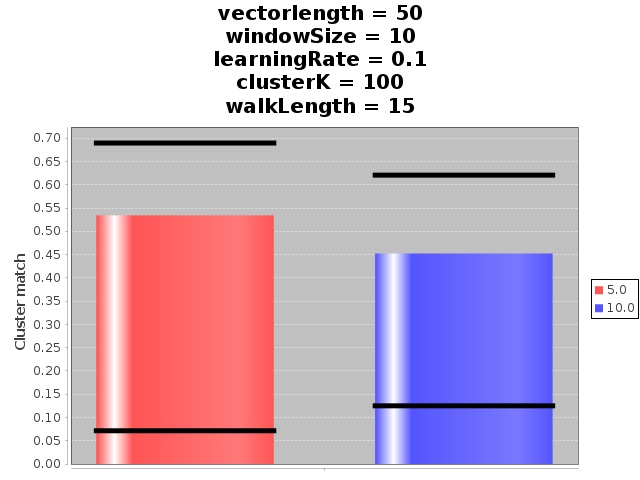 vectorlength = 50
windowSize = 10
learningRate = 0.1
clusterK = 100
walkLength = 15
0.70
0.65
0.60
0.55
0.50
0.45
0.40
0.35
0.30
0.25
0.20
0.15
0.10
0.05
0.00
Cluster match
5.0
10.0